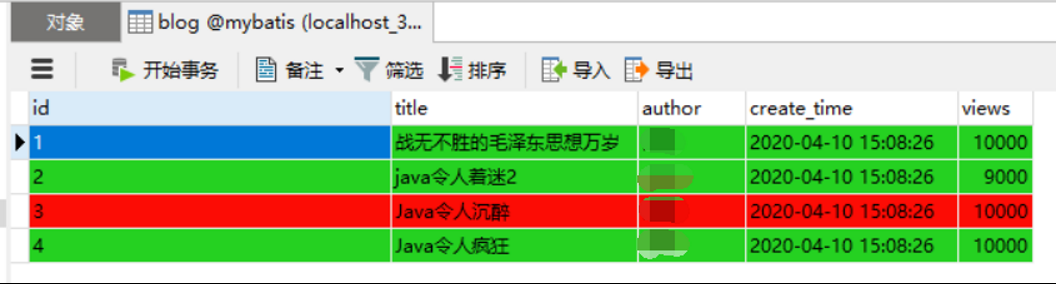 对象 blog @mybatis (localhost_3...
开始事务 备注 筛选 排序 导入 导出
id title author create_time views
1 战无不胜的毛泽东思想万岁 2020-04-10 15:08:26 10000
2 java令人着迷2 2020-04-10 15:08:26 9000
3 Java令人沉醉 2020-04-10 15:08:26 10000
4 Java令人疯狂 2020-04-10 15:08:26 10000